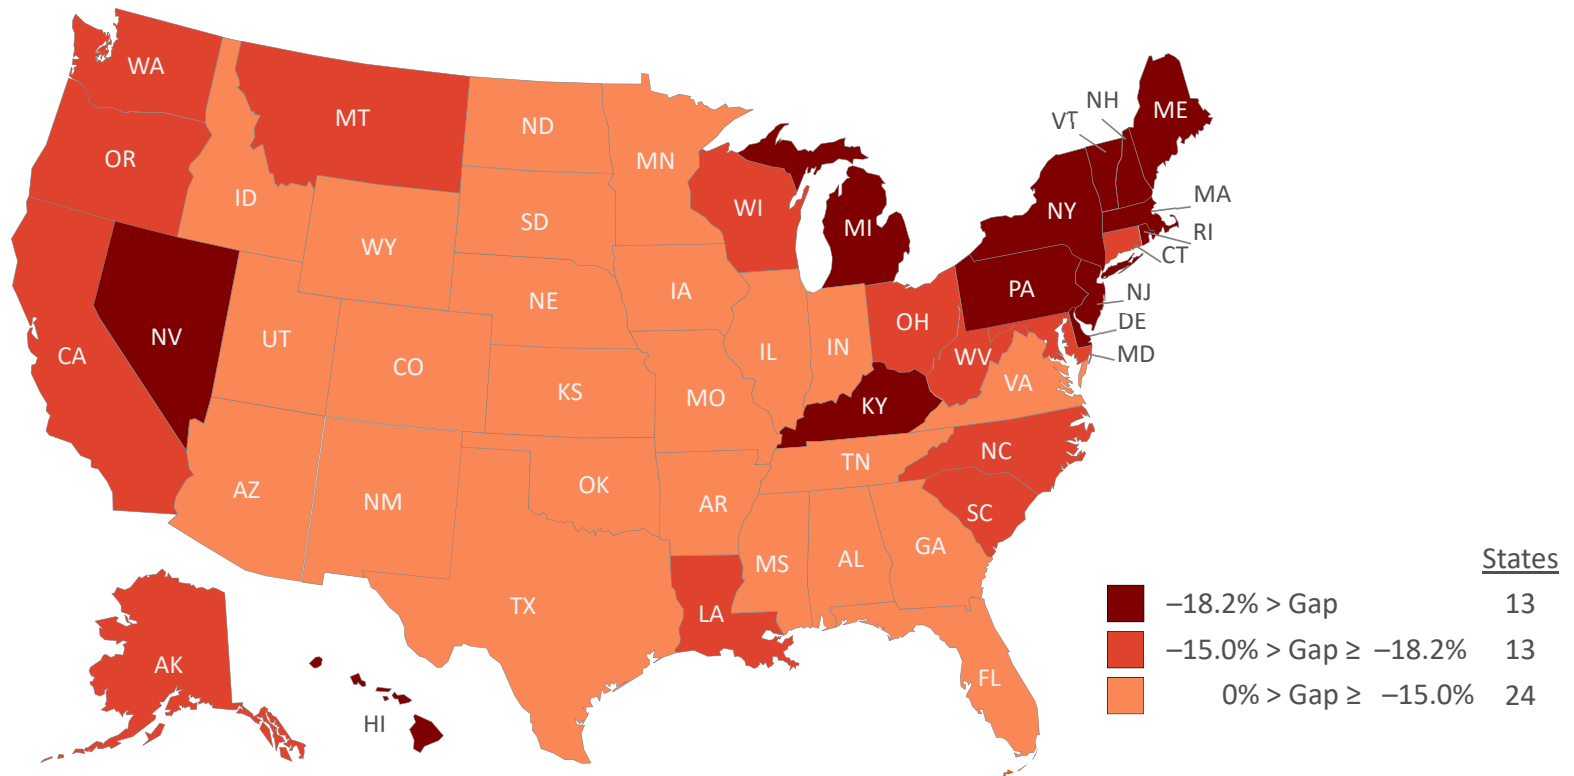 WA
MT
ND
MN
OR
ID
SD
WI
MI
NY
VT
NH
ME
MA
RI
CT
WY
IA
NE
PA
NJ
DE
MD
NV
UT
CA
CO
KS
MO
IL
IN
OH
WV
VA
KY
AZ
NM
OK
AR
TN
NC
SC
MS
AL
GA
TX
LA
FL
AK
HI
States
−18.2% > Gap 13
−15.0% > Gap ≥ −18.2% 13
0% > Gap ≥ −15.0% 24